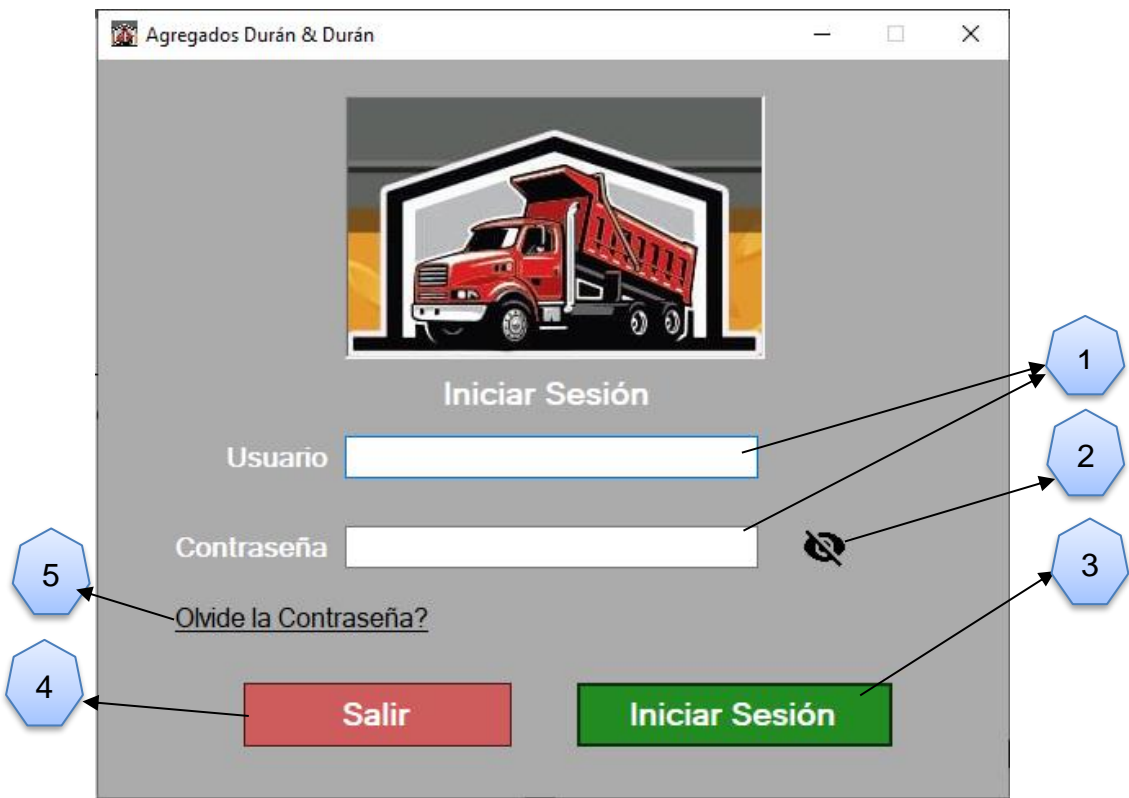 Agregados Durán & Durán
Iniciar Sesión
1
Usuario
2
Contraseña
3
5
Olvide la Contraseña?
4
Salir
Iniciar Sesión